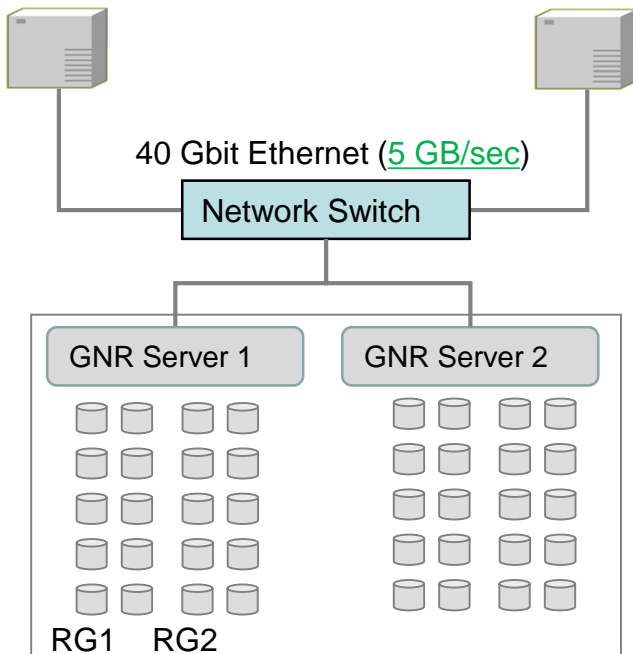 40 Gbit Ethernet (5 GB/sec)
Network Switch
GNR Server 1
GNR Server 2
RG1
RG2